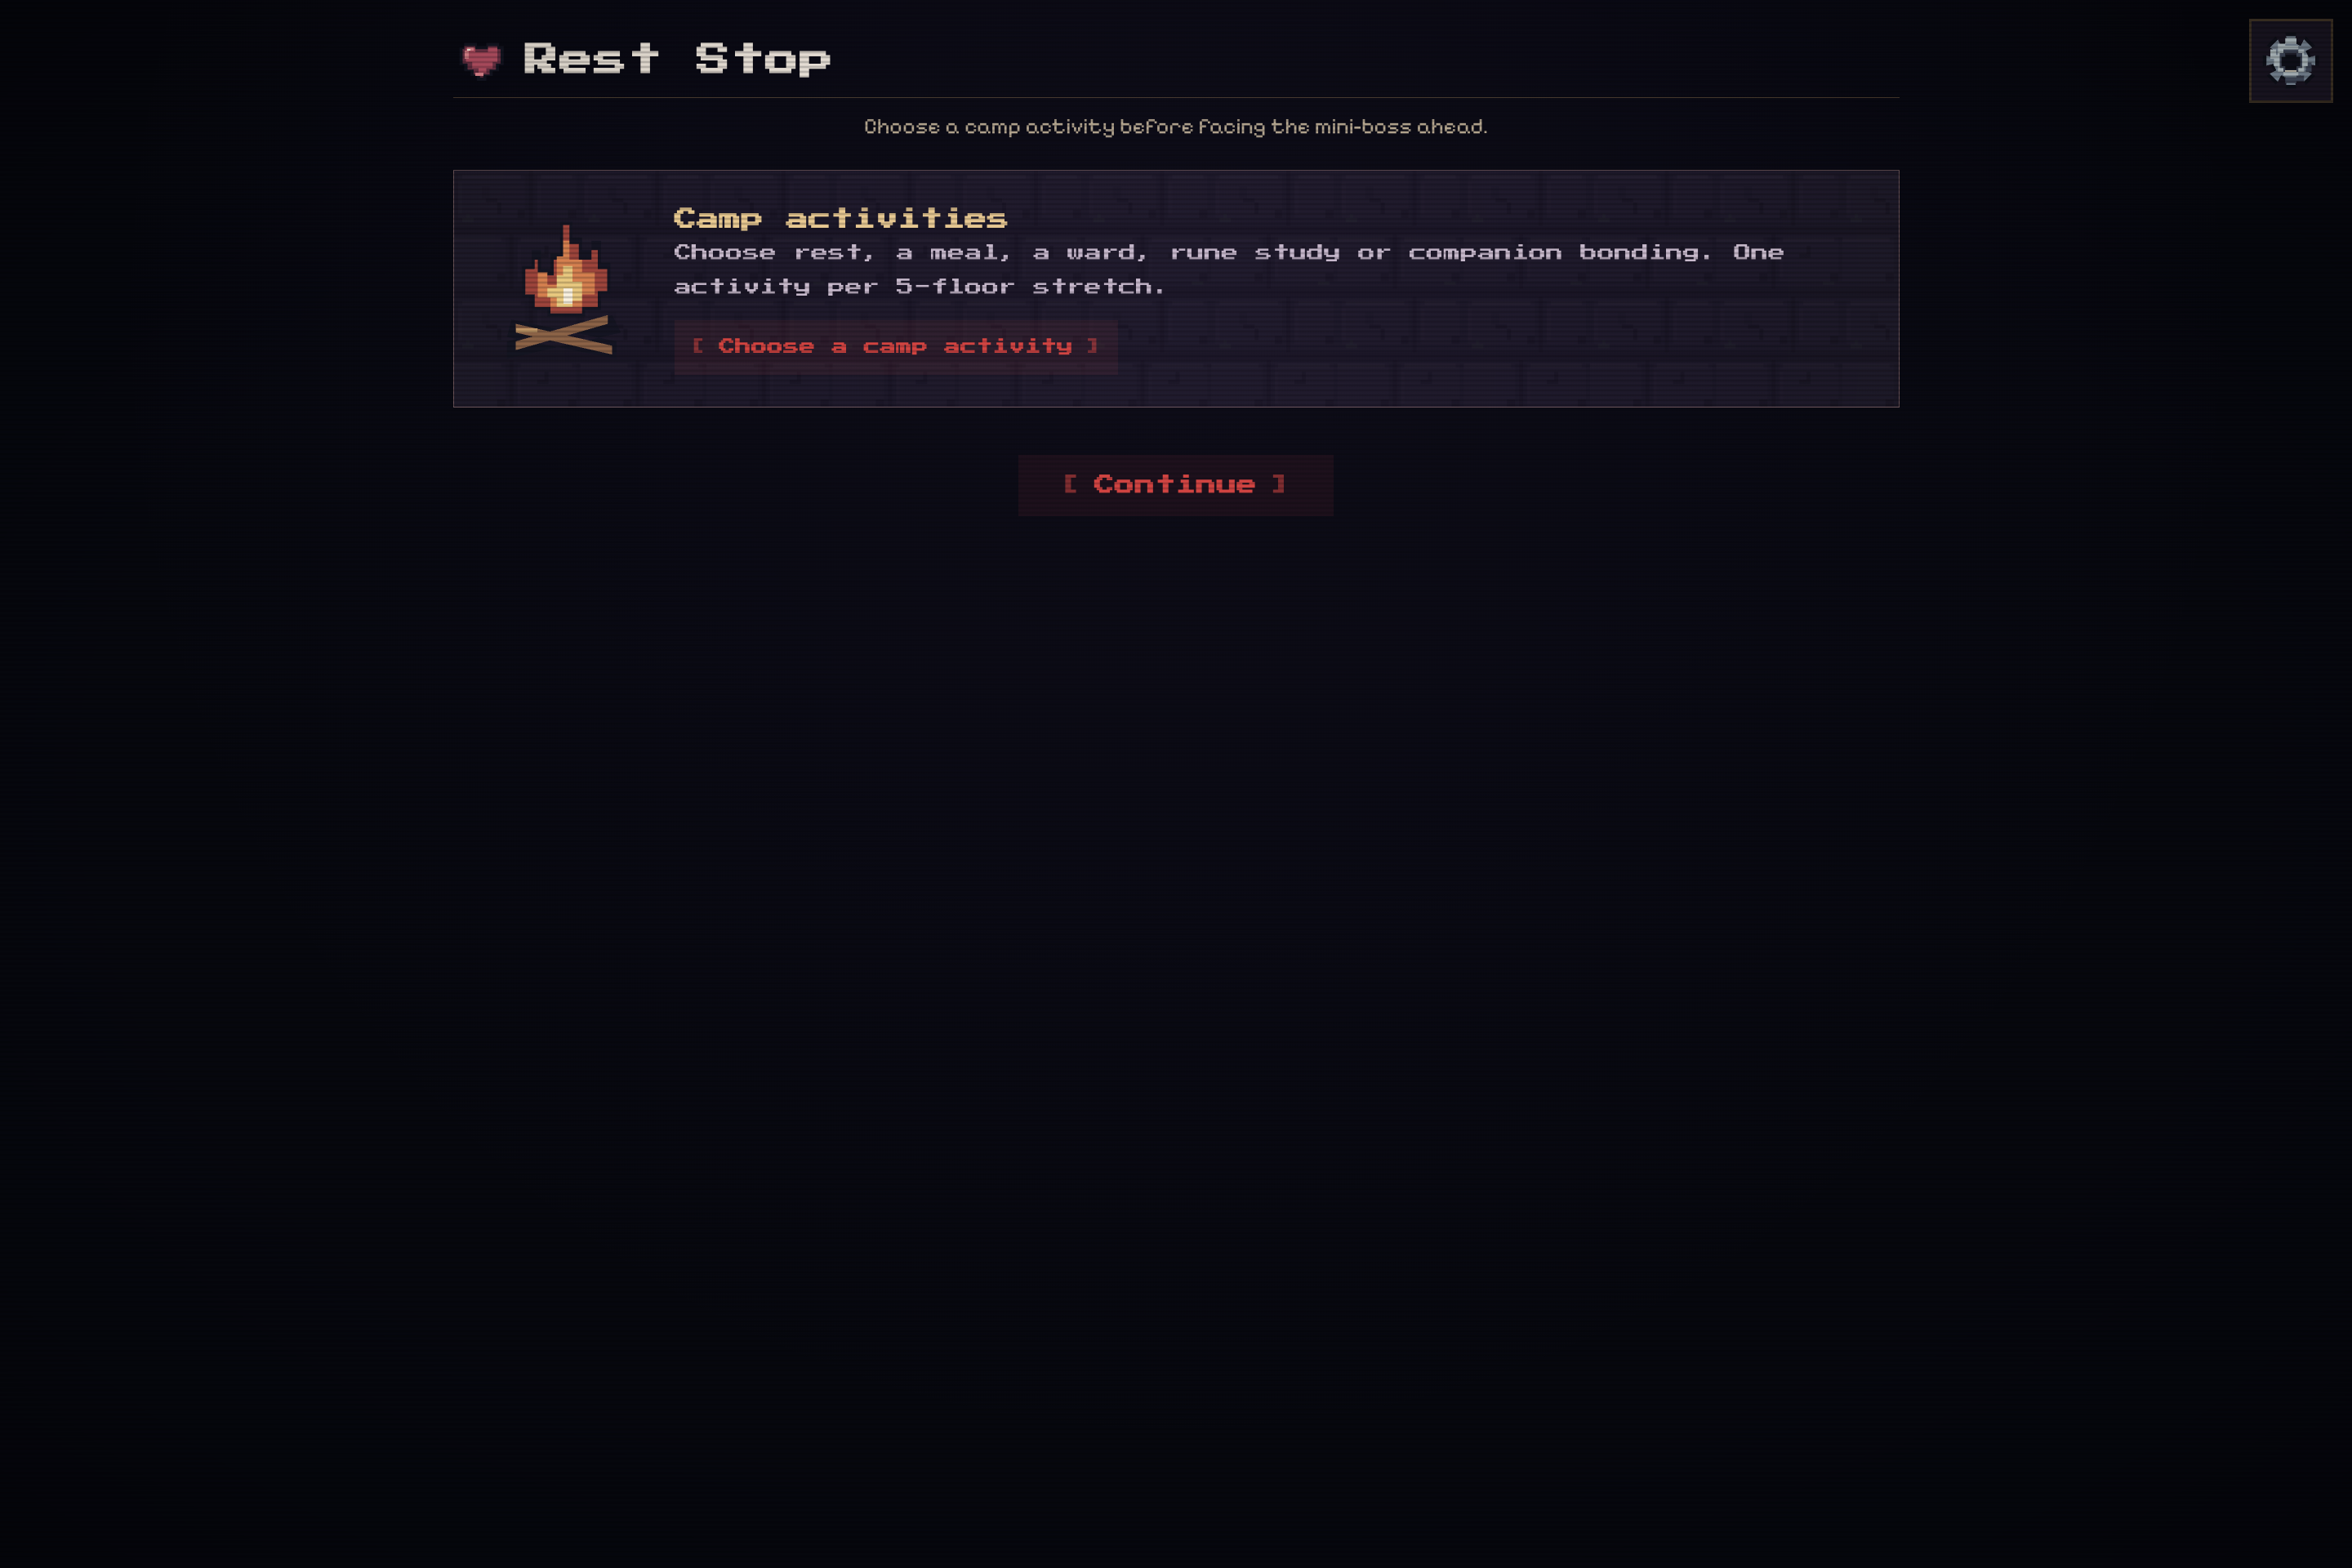 Rest Stop
Choose a camp activity before facing the mini-boss ahead.
Camp activities
Choose rest, a meal, a ward, rune study or companion bonding. One
activity per 5-floor stretch.
[ Choose a camp activity ]
[ Continue ]